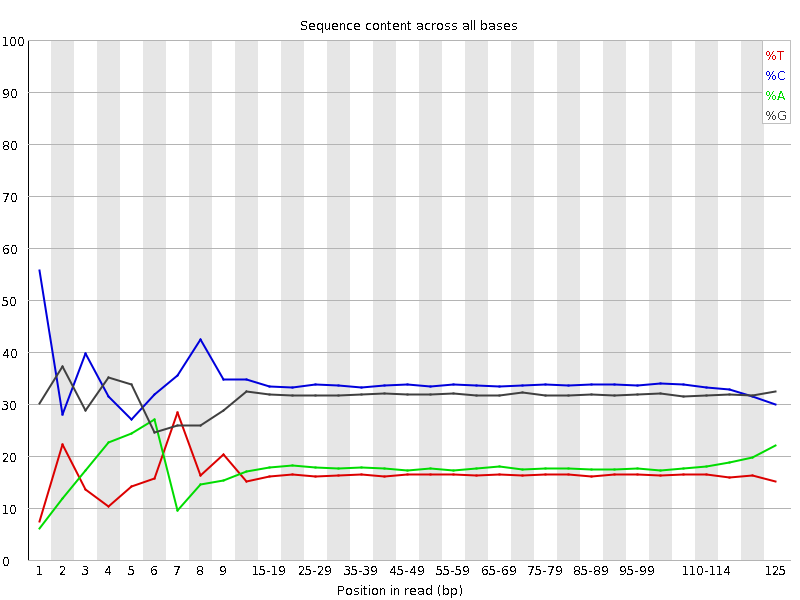 Sequence content across all bases
100
90
80
70
60
50
40
30
20
10
0
%T
%C
%A
%G
1 2 3 4 5 6 7 8 9 15-19 25-29 35-39 45-49 55-59 65-69 75-79 85-89 95-99 110-114 125
Position in read (bp)